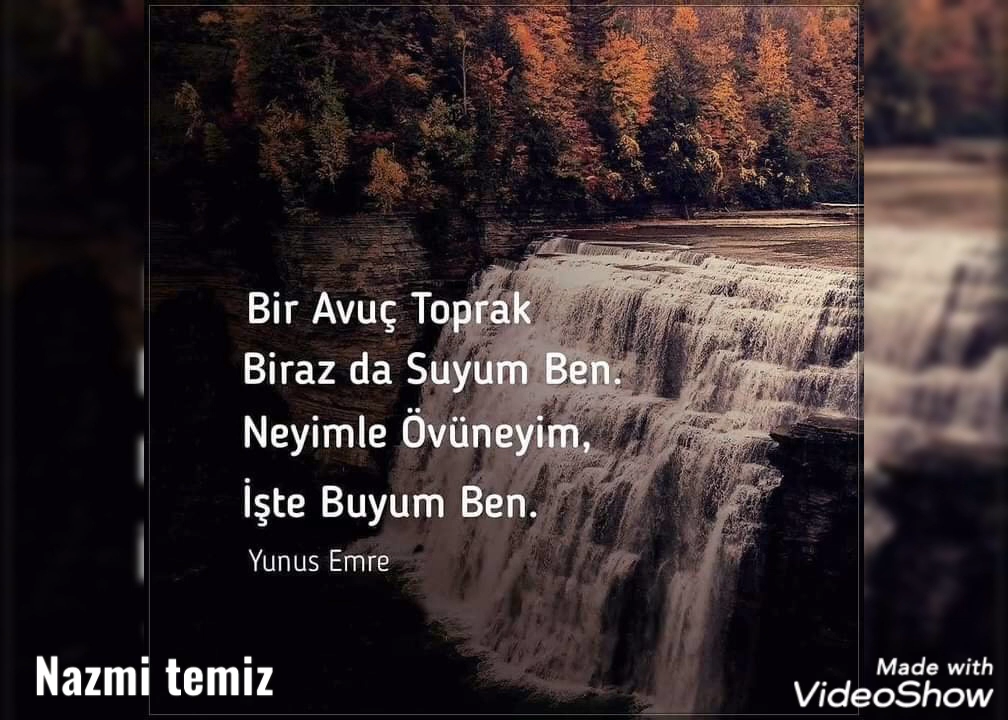 Bir Avuç Toprak
Biraz da Suyum Ben.
Neyimle Övüneyim,
İşte Buyum Ben.
Yunus Emre
Nazmi temiz
Made with
VideoShow